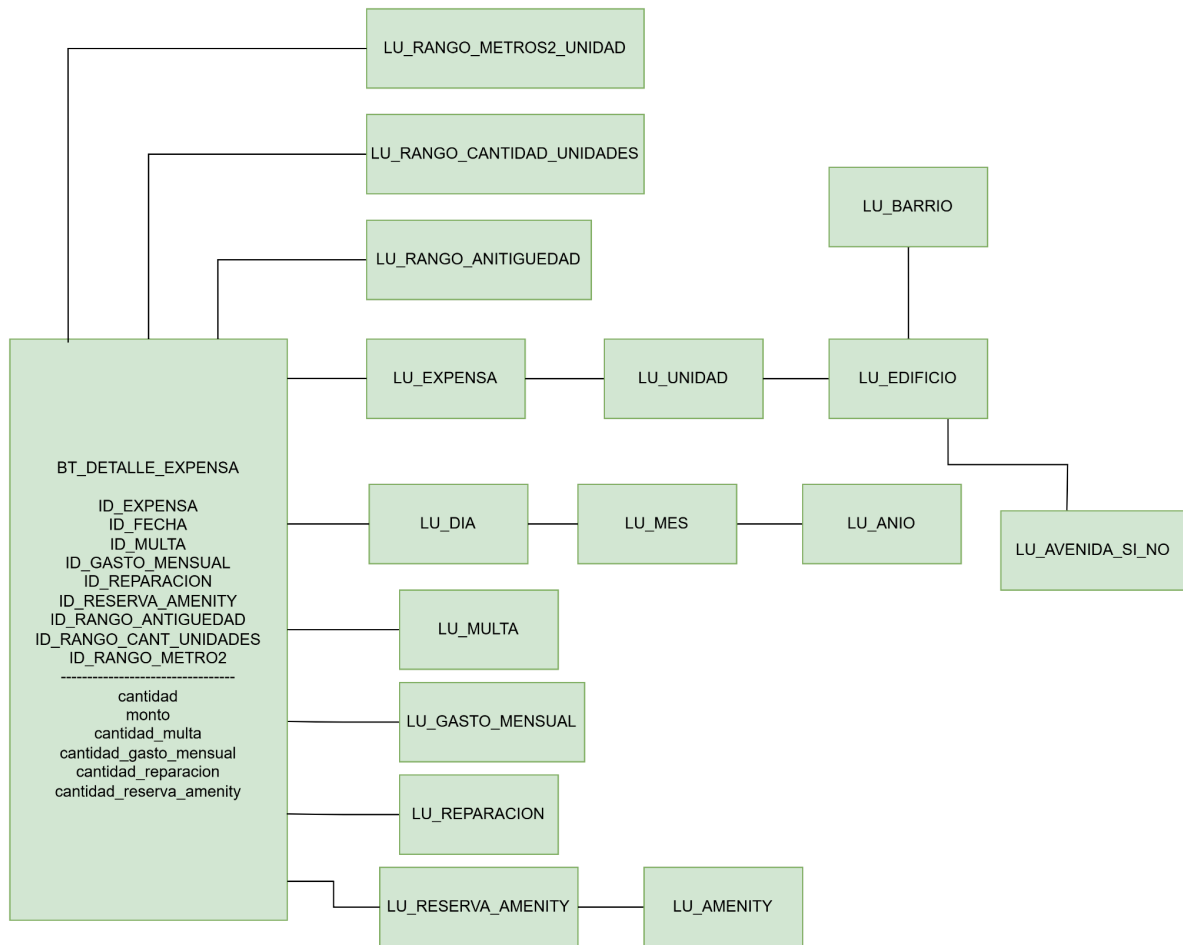 LU_RANGO_METROS2_UNIDAD
LU_RANGO_CANTIDAD_UNIDADES
LU_BARRIO
LU_RANGO_ANITIGUEDAD
LU_EXPENSA
LU_UNIDAD
LU_EDIFICIO
BT_DETALLE_EXPENSA
ID_EXPENSA
ID_FECHA
ID_MULTA
ID_GASTO_MENSUAL
ID_REPARACION
ID_RESERVA_AMENITY
ID_RANGO_ANTIGUEDAD
ID_RANGO_CANT_UNIDADES
ID_RANGO_METRO2
---------------------------------
cantidad
monto
cantidad_multa
cantidad_gasto_mensual
cantidad_reparacion
cantidad_reserva_amenity
LU_DIA
LU_MES
LU_ANIO
LU_AVENIDA_SI_NO
LU_MULTA
LU_GASTO_MENSUAL
LU_REPARACION
LU_RESERVA_AMENITY
LU_AMENITY